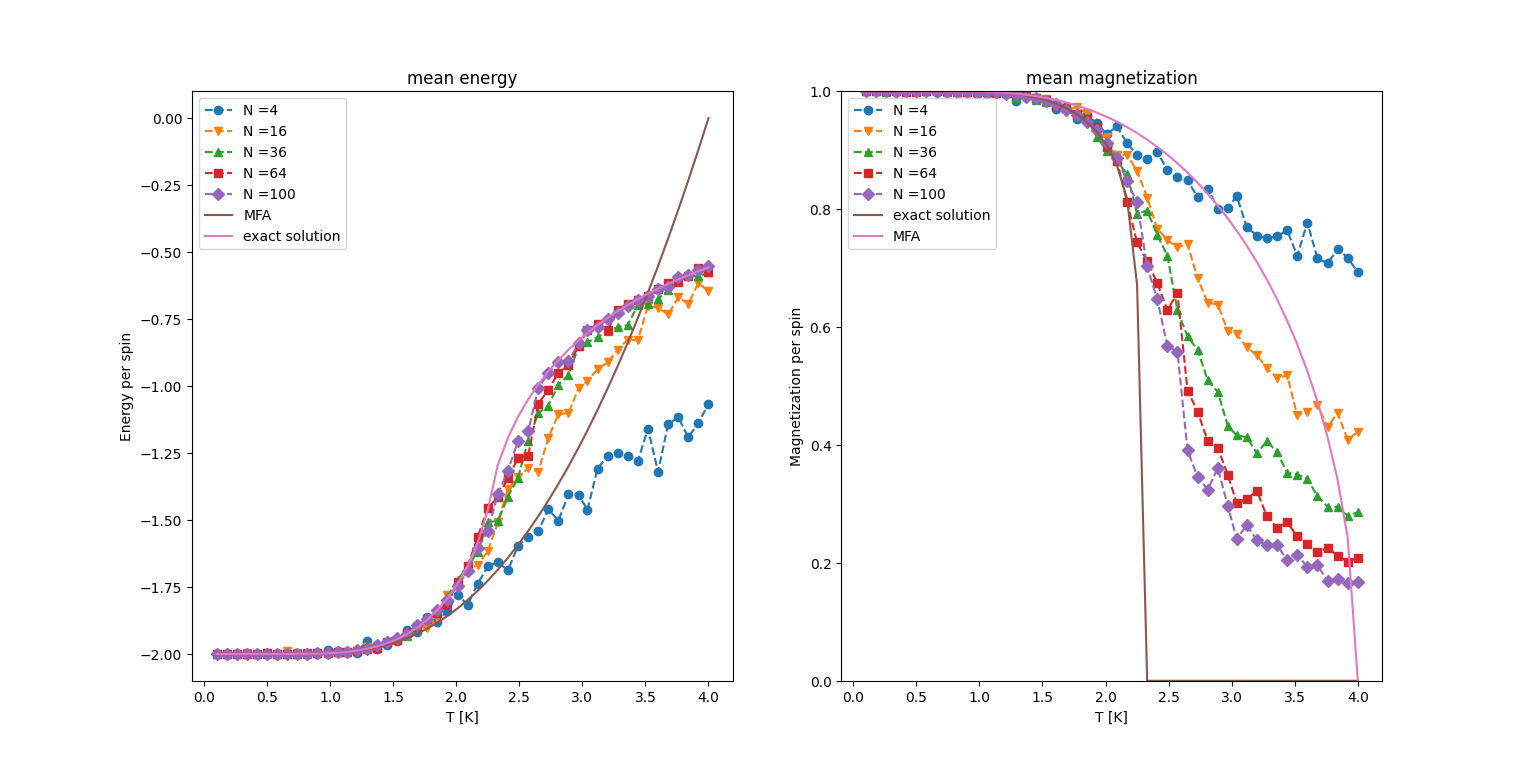 mean energy
N =4
N =16
N =36
N =64
N =100
MFA
exact solution
0.00
−0.25
−0.50
−0.75
−1.00
−1.25
−1.50
−1.75
−2.00
Energy per spin
0.0
0.5
1.0
1.5
2.0
2.5
3.0
3.5
4.0
T [K]
mean magnetization
N =4
N =16
N =36
N =64
N =100
exact solution
MFA
1.0
0.8
0.6
0.4
0.2
0.0
Magnetization per spin
0.0
0.5
1.0
1.5
2.0
2.5
3.0
3.5
4.0
T [K]